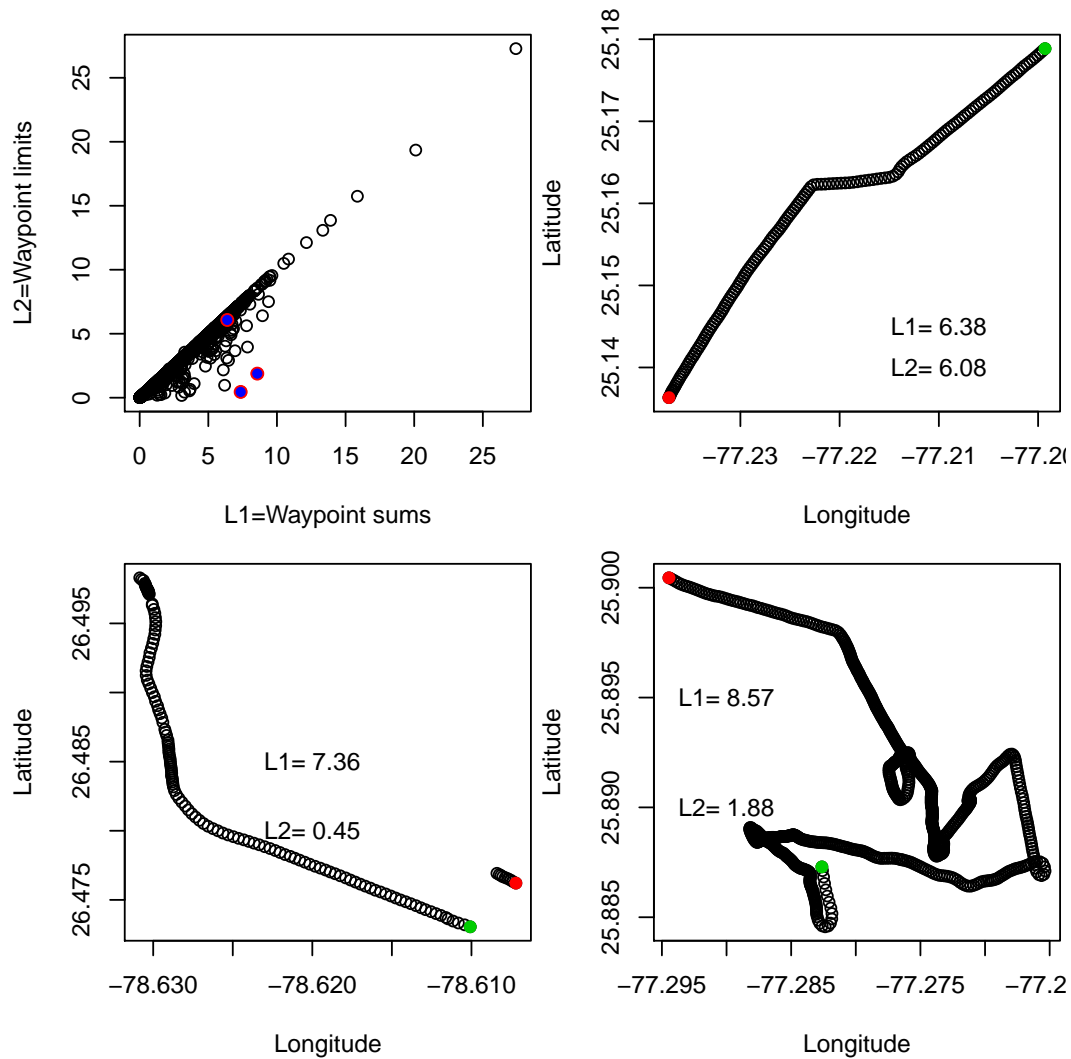 L2=Waypoint limits
25
20
15
10
5
0
0 5 10 15 20 25
L1=Waypoint sums
Latitude
25.18
25.17
25.16
25.15
25.14
L1= 6.38
L2= 6.08
−77.23 −77.22 −77.21 −77.20
Longitude
Latitude
26.495
26.485
26.475
L1= 7.36
L2= 0.45
−78.630 −78.620 −78.610
Longitude
Latitude
25.900
25.895
25.890
25.885
L1= 8.57
L2= 1.88
−77.295 −77.285 −77.275 −77.2
Longitude